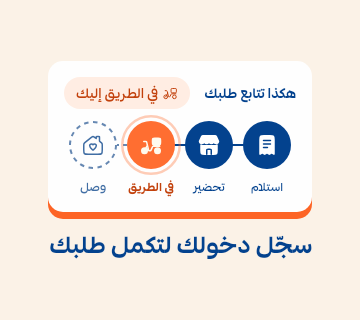 هكذا تتابع طلبك
في الطريق إليك
استلام
تحضير
في الطريق
وصل
سجّل دخولك لتكمل طلبك